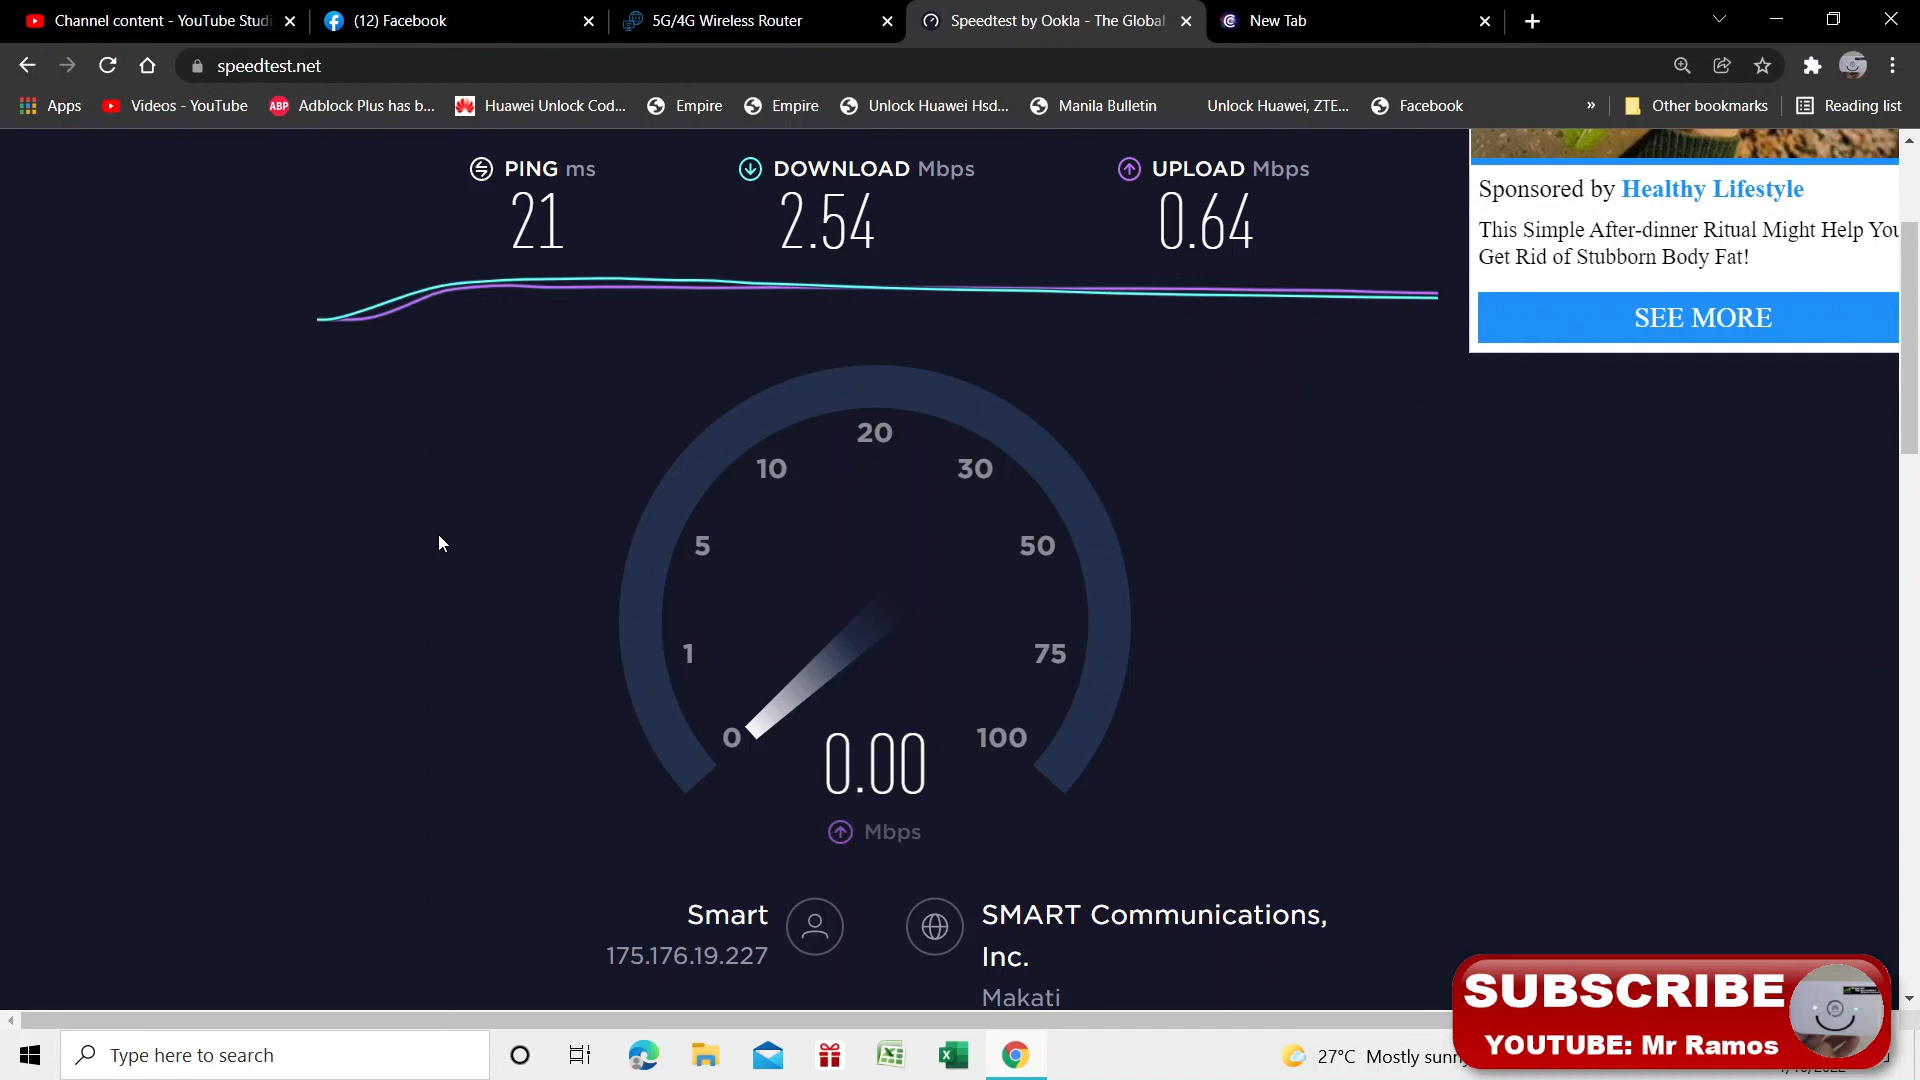 Channel content - YouTube Studi
(12) Facebook
5G/4G Wireless Router
Speedtest by Ookla - The Global
New Tab
speedtest.net
Apps
Videos - YouTube
ABP
Adblock Plus has b...
Huawei Unlock Cod...
Empire
Empire
Unlock Huawei Hsd...
Manila Bulletin
Unlock Huawei, ZTE...
Facebook
»
Other bookmarks
Reading list
PING ms
21
DOWNLOAD Mbps
2.54
UPLOAD Mbps
0.64
Sponsored by Healthy Lifestyle
This Simple After-dinner Ritual Might Help You
Get Rid of Stubborn Body Fat!
SEE MORE
20
10
30
5
50
1
75
0
100
0.00
Mbps
Smart
175.176.19.227
SMART Communications,
Inc.
Makati
SUBSCRIBE
YOUTUBE: Mr Ramos
Type here to search
27°C Mostly sunn